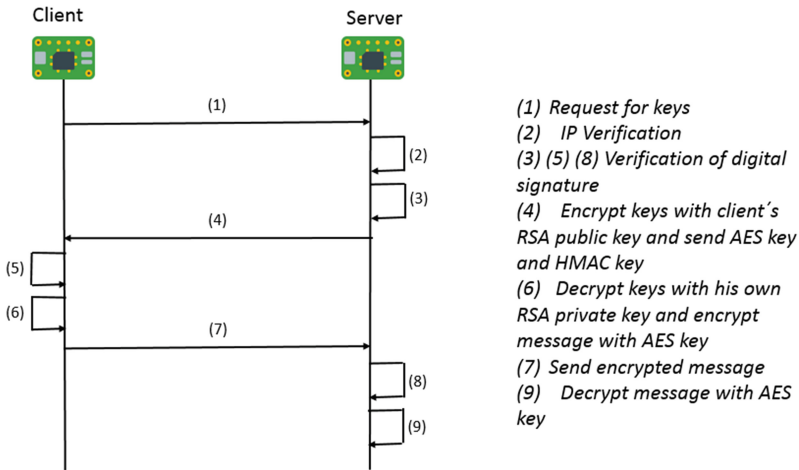 Client
Server
(1)
(2)
(3)
(4)
(5)
(6)
(7)
(8)
(9)
(1) Request for keys
(2) IP Verification
(3) (5) (8) Verification of digital
signature
(4) Encrypt keys with client´s
RSA public key and send AES key
and HMAC key
(6) Decrypt keys with his own
RSA private key and encrypt
message with AES key
(7) Send encrypted message
(9) Decrypt message with AES
key